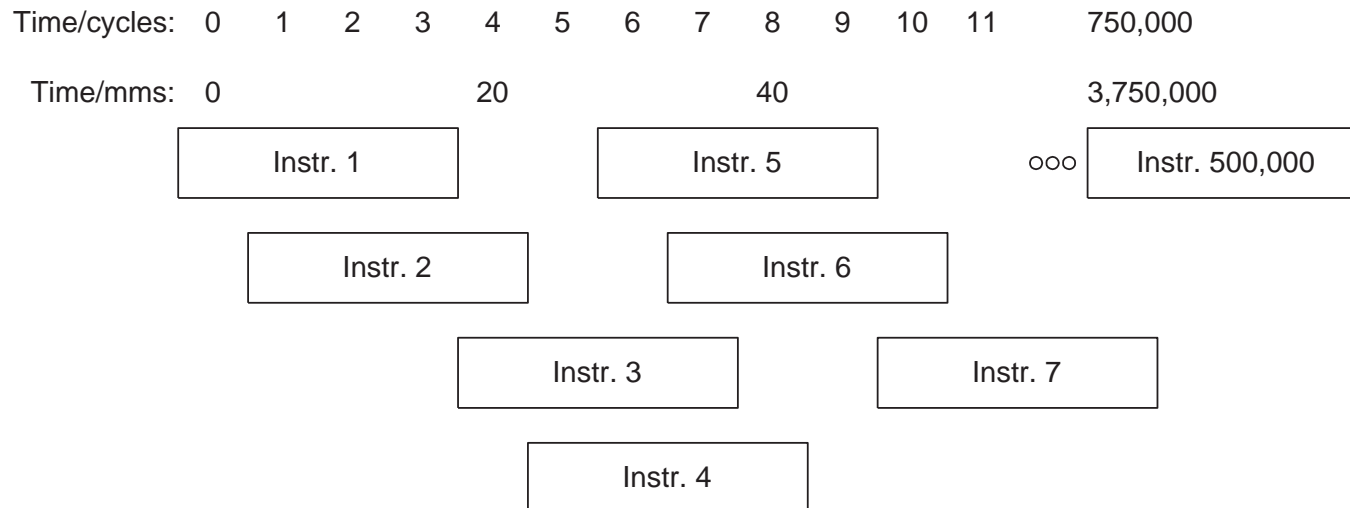 Time/cycles: 0 1 2 3 4 5 6 7 8 9 10 11 750,000
Time/mms: 0 20 40 3,750,000
Instr. 1 Instr. 5 ooo Instr. 500,000
Instr. 2 Instr. 6
Instr. 3 Instr. 7
Instr. 4